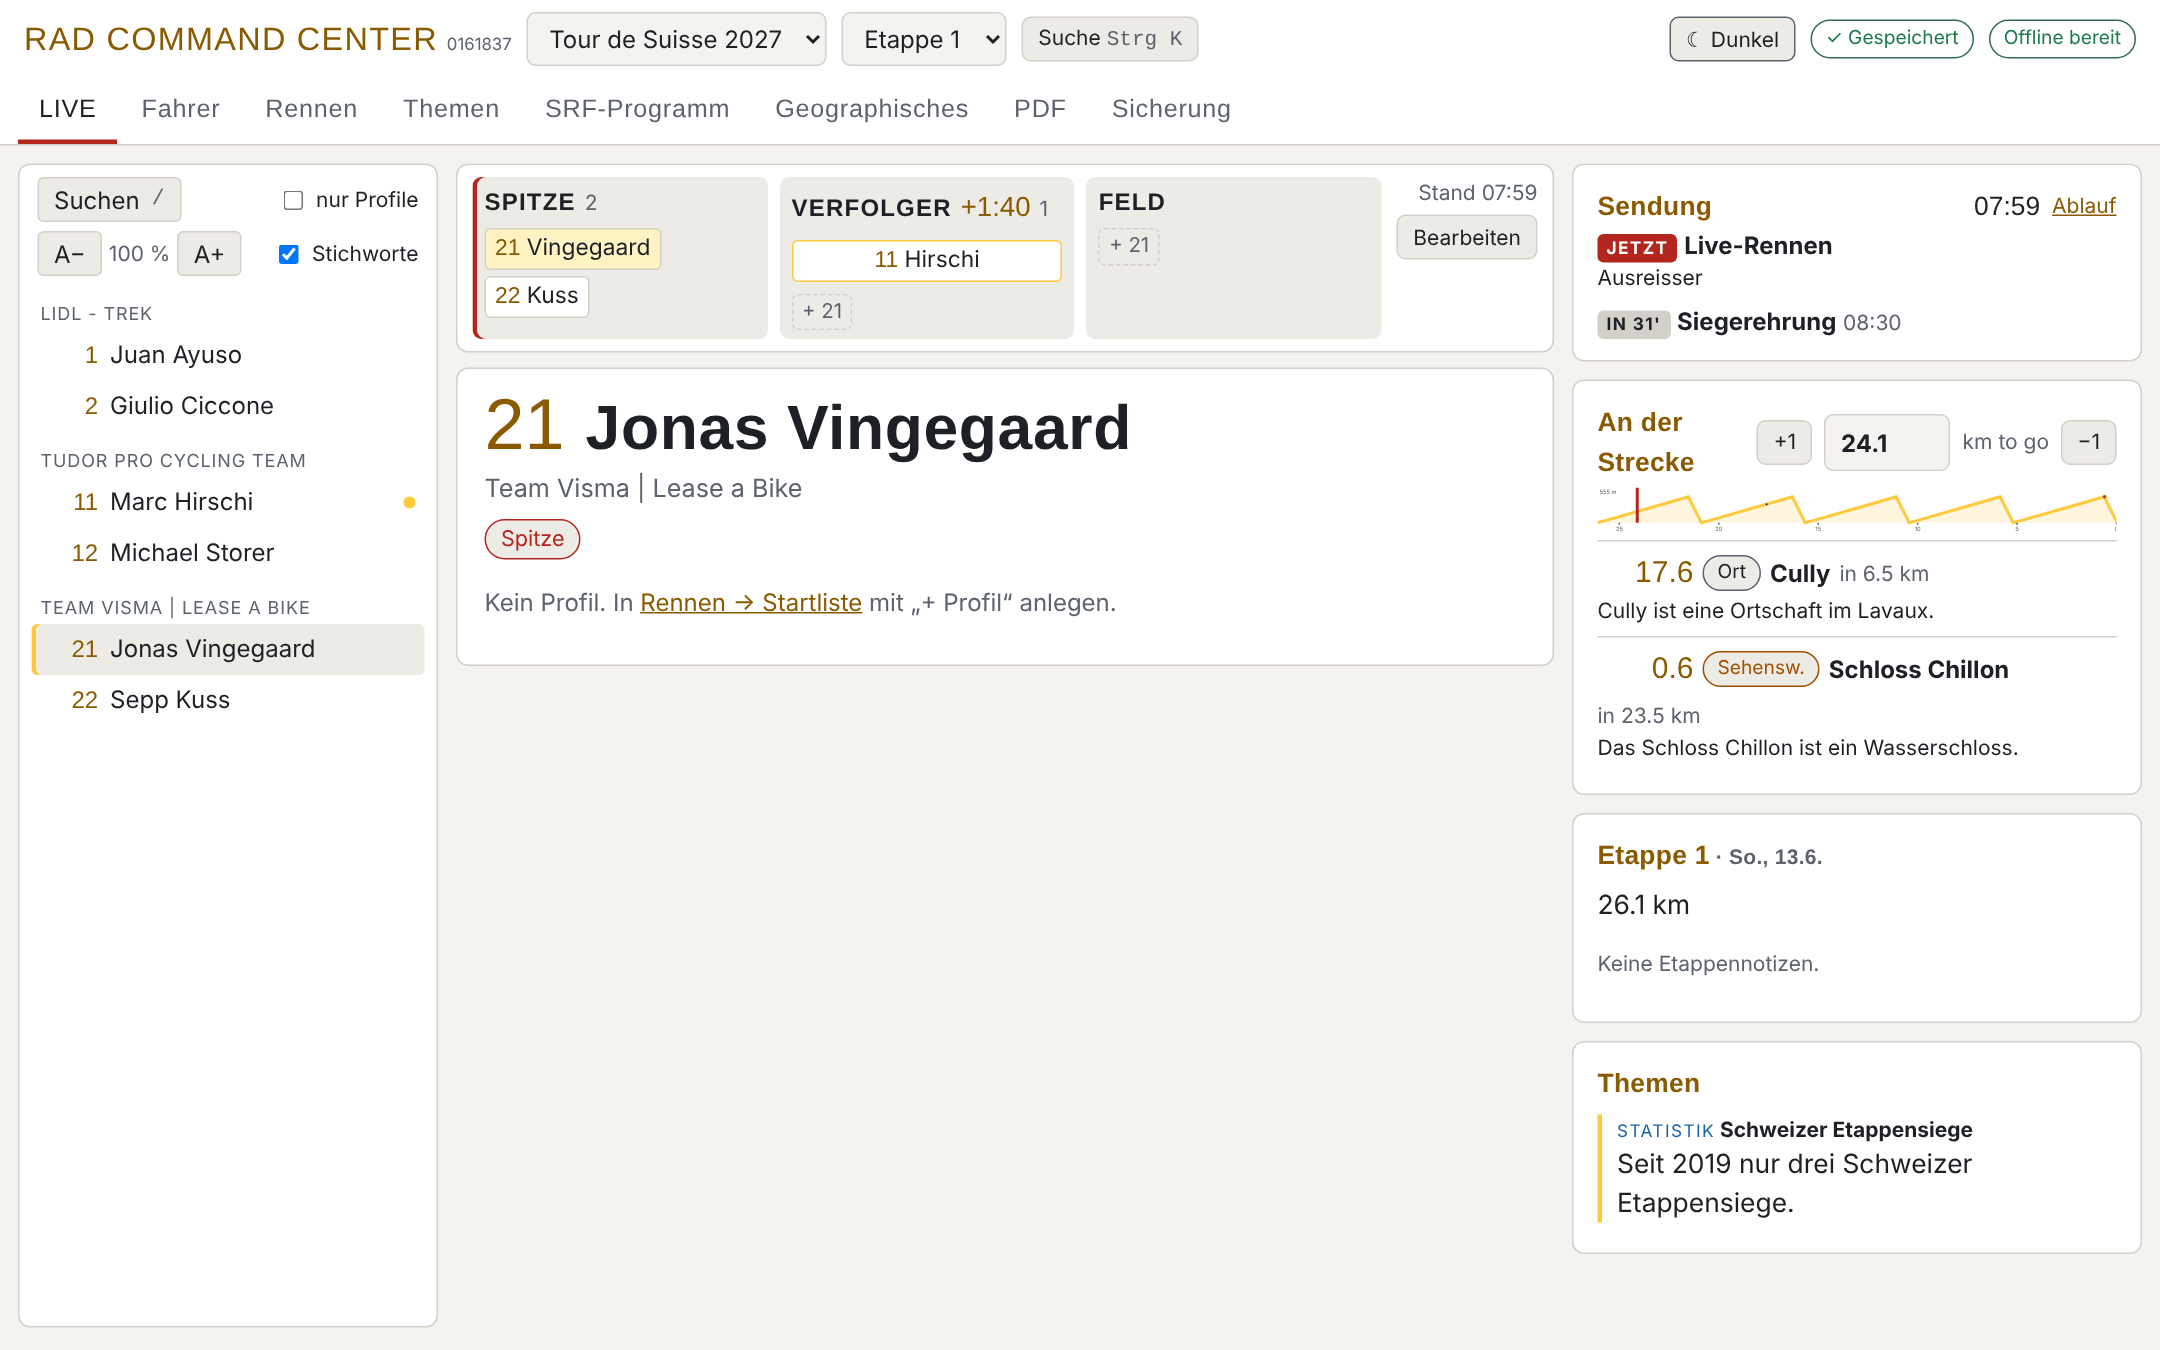 RAD COMMAND CENTER 0161837 Tour de Suisse 2027 Etappe 1 Suche Strg K ☾ Dunkel ✓ Gespeichert Offline bereit
LIVE Fahrer Rennen Themen SRF-Programm Geographisches PDF Sicherung
Suchen / nur Profile
A− 100 % A+ Stichworte
LIDL - TREK
1 Juan Ayuso
2 Giulio Ciccone
TUDOR PRO CYCLING TEAM
11 Marc Hirschi
12 Michael Storer
TEAM VISMA | LEASE A BIKE
21 Jonas Vingegaard
22 Sepp Kuss
SPITZE 2
21 Vingegaard
22 Kuss
VERFOLGER +1:40 1
11 Hirschi
+ 21
FELD
+ 21
Stand 07:59
Bearbeiten
21 Jonas Vingegaard
Team Visma | Lease a Bike
Spitze
Kein Profil. In Rennen → Startliste mit „+ Profil“ anlegen.
Sendung 07:59 Ablauf
JETZT Live-Rennen
Ausreisser
IN 31' Siegerehrung 08:30
An der Strecke
+1 24.1 km to go −1
555 m
25 20 15 10 5
17.6 Ort Cully in 6.5 km
Cully ist eine Ortschaft im Lavaux.
0.6 Sehensw. Schloss Chillon
in 23.5 km
Das Schloss Chillon ist ein Wasserschloss.
Etappe 1 · So., 13.6.
26.1 km
Keine Etappennotizen.
Themen
STATISTIK Schweizer Etappensiege
Seit 2019 nur drei Schweizer
Etappensiege.